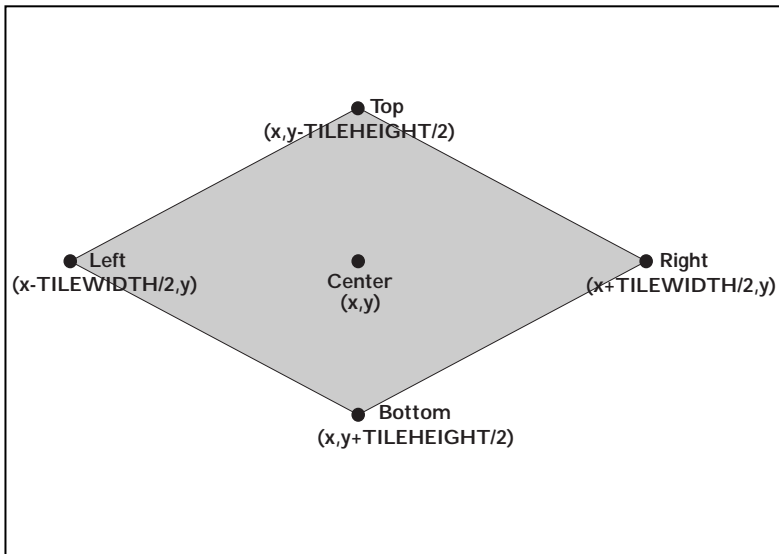 Top
(x,y-TILEHEIGHT/2)
Left
(x-TILEWIDTH/2,y)
Center
(x,y)
Right
(x+TILEWIDTH/2,y)
Bottom
(x,y+TILEHEIGHT/2)